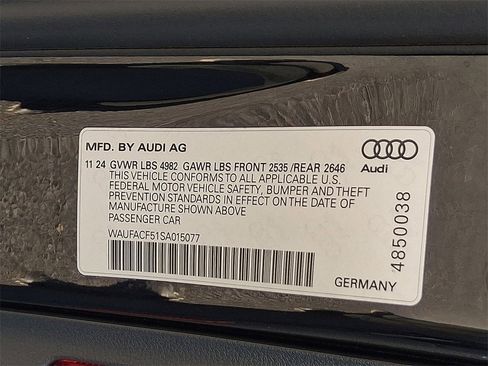 MFD. BY AUDI AG
11 24 GVWR LBS 4982 GAWR LBS FRONT 2535 /REAR 2646
THIS VEHICLE CONFORMS TO ALL APPLICABLE U.S.
FEDERAL MOTOR VEHICLE SAFETY, BUMPER AND THEFT
PREVENTION STANDARDS IN EFFECT ON THE DATE OF
MANUFACTURE SHOWN ABOVE
PASSENGER CAR
WAUFACF51SA015077
Audi
4850038
GERMANY